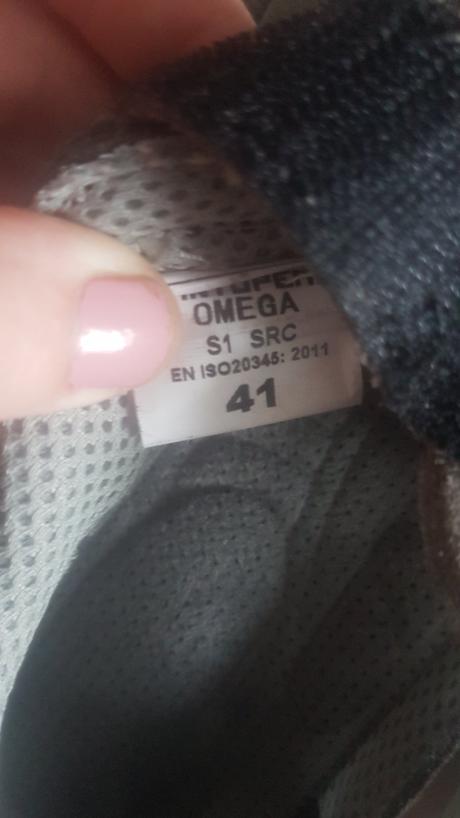 OMEGA
S1 SRC
EN ISO20345: 2011
41